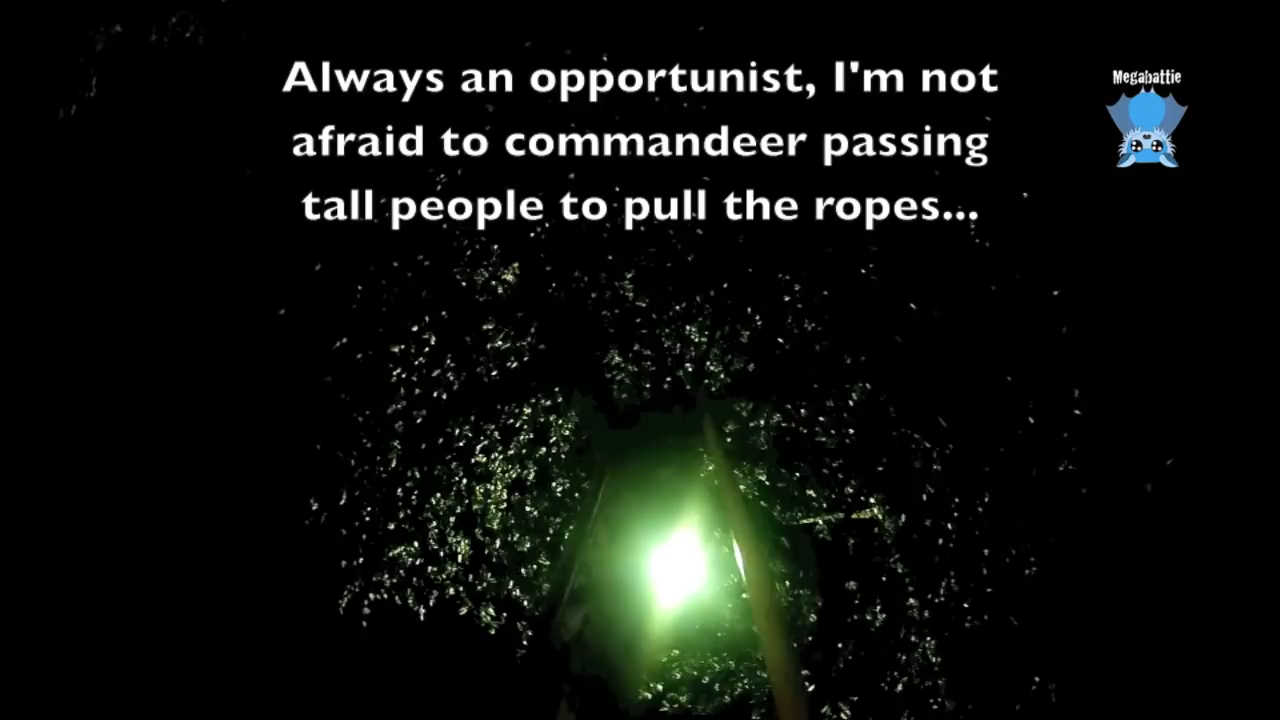 Always an opportunist, I'm not
afraid to commandeer passing
tall people to pull the ropes...
Megabattie